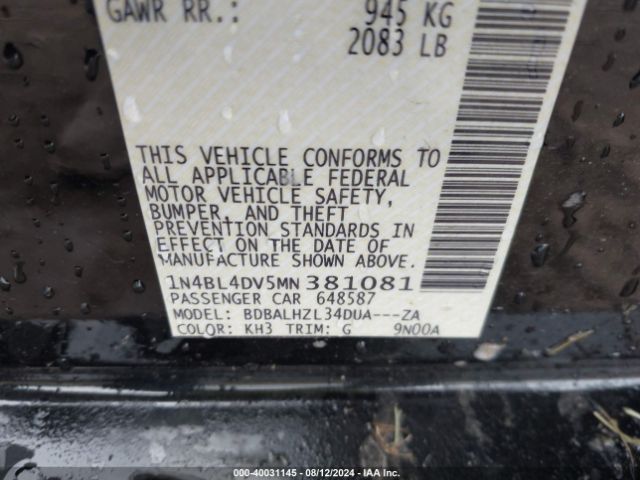 GAWR RR.: 945 KG
2083 LB
THIS VEHICLE CONFORMS TO
ALL APPLICABLE FEDERAL
MOTOR VEHICLE SAFETY,
BUMPER, AND THEFT
PREVENTION STANDARDS IN
EFFECT ON THE DATE OF
MANUFACTURE SHOWN ABOVE.
1N4BL4DV5MN381081
PASSENGER CAR 648587
MODEL: BDBALHZL34DUA---ZA
COLOR: KH3 TRIM: G 9N00A
000-40031145 - 08/12/2024 - IAA Inc.